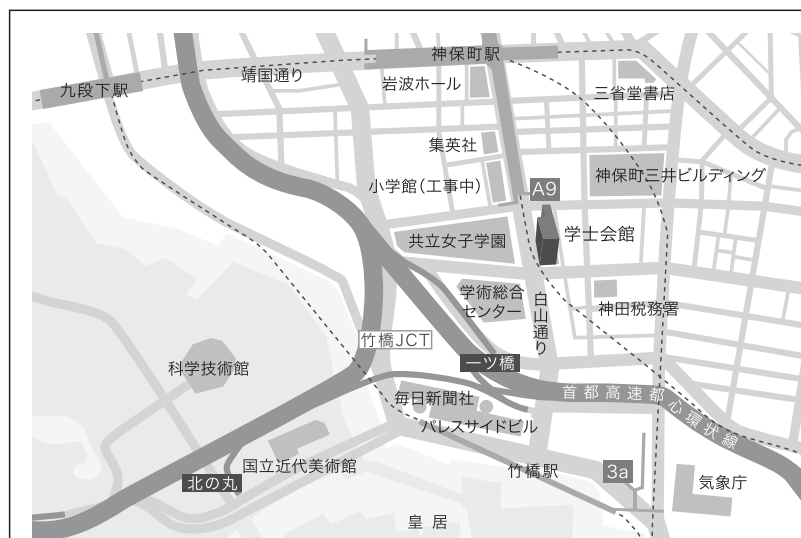 神保町駅
靖国通り
九段下駅
岩波ホール
三省堂書店
集英社
小学館（工事中）
神保町三井ビルディング
A9
学士会館
共立女子学園
学術総合
センター
白山通り
神田税務署
竹橋JCT
一ツ橋
科学技術館
毎日新聞社
首都高速都心環状線
パレスサイドビル
国立近代美術館
竹橋駅
3a
北の丸
気象庁
皇居